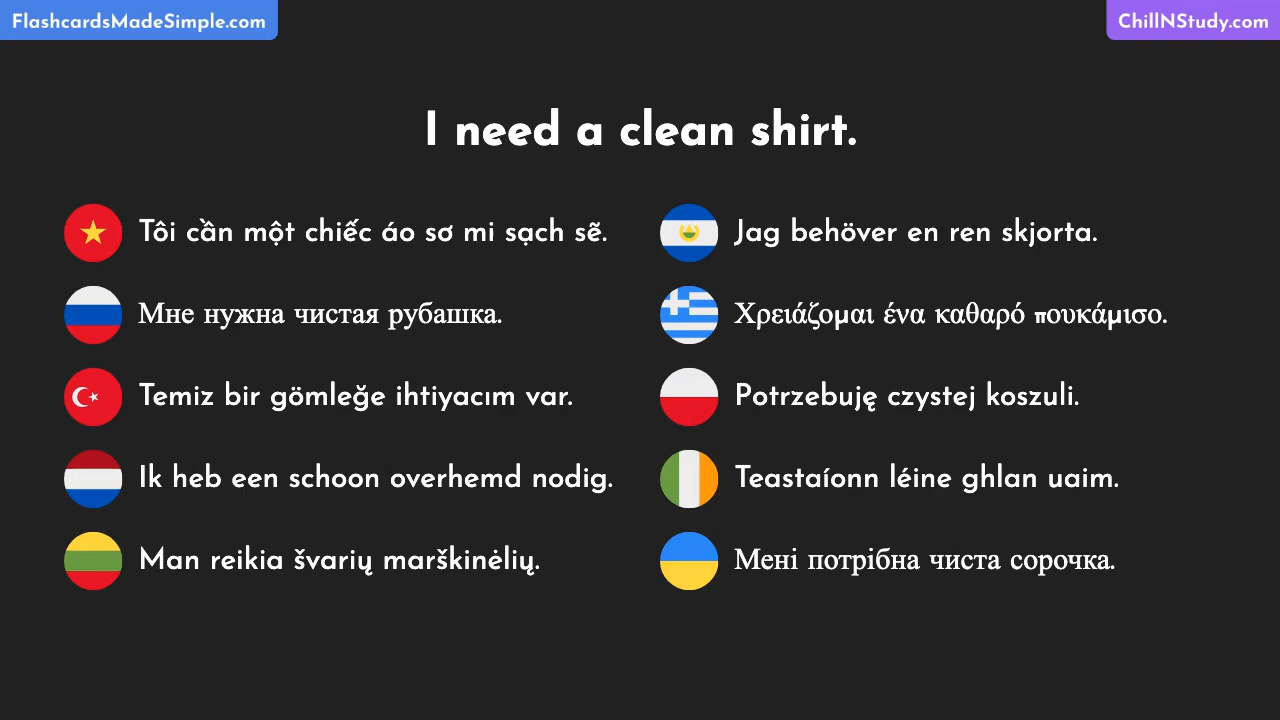 FlashcardsMadeSimple.com
ChillNStudy.com
I need a clean shirt.
Tôi cần một chiếc áo sơ mi sạch sẽ.
Мне нужна чистая рубашка.
Temiz bir gömleğe ihtiyacım var.
Ik heb een schoon overhemd nodig.
Man reikia švarių marškinėlių.
Jag behöver en ren skjorta.
Χρειάζομαι ένα καθαρό πουκάμισο.
Potrzebuję czystej koszuli.
Teastaíonn léine ghlan uaim.
Мені потрібна чиста сорочка.